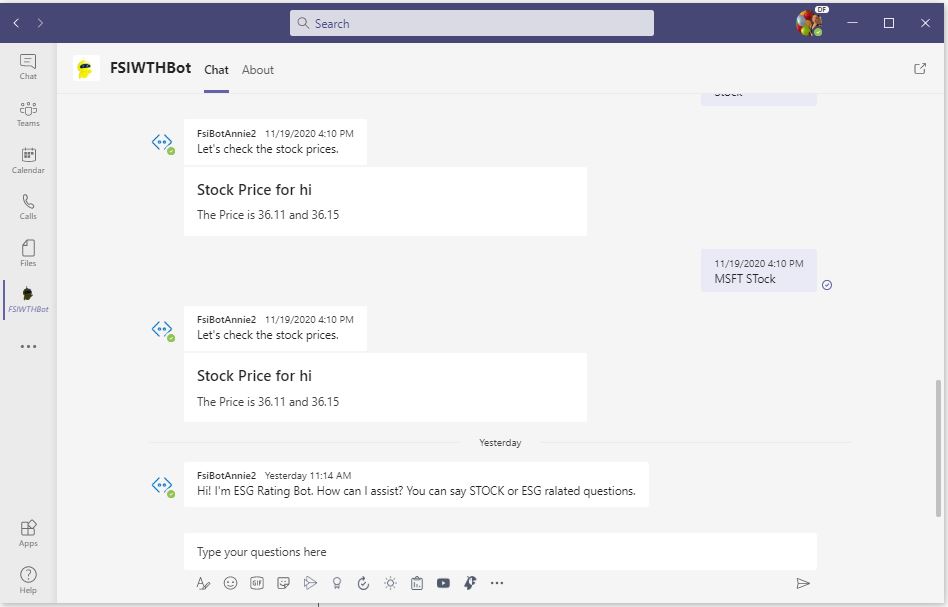 Search
DF
Chat
Teams
Calendar
Calls
Files
FSIWTHBot
Apps
Help
FSIWTHBot Chat About
Stock
FsiBotAnnie2 11/19/2020 4:10 PM
Let's check the stock prices.
Stock Price for hi
The Price is 36.11 and 36.15
11/19/2020 4:10 PM
MSFT STock
FsiBotAnnie2 11/19/2020 4:10 PM
Let's check the stock prices.
Stock Price for hi
The Price is 36.11 and 36.15
Yesterday
FsiBotAnnie2 Yesterday 11:14 AM
Hi! I'm ESG Rating Bot. How can I assist? You can say STOCK or ESG ralated questions.
Type your questions here
GIF